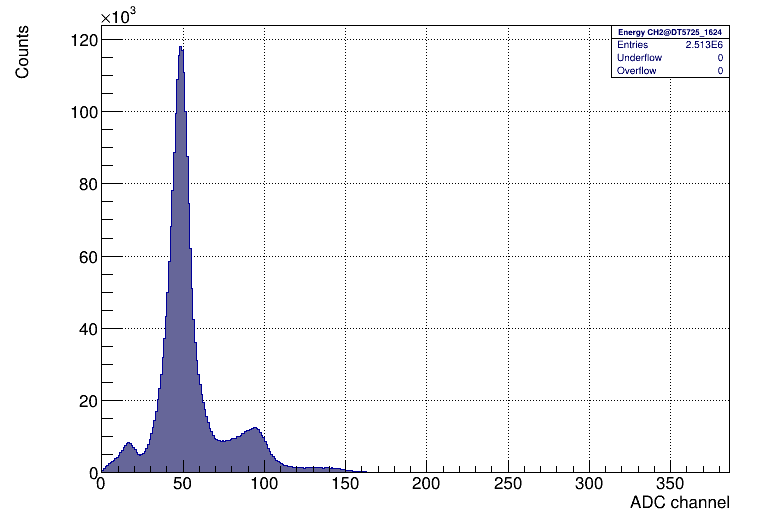 ×10³
Counts
Energy CH2@DT5725_1624
Entries 2.513E6
Underflow 0
Overflow 0
120
100
80
60
40
20
0
0 50 100 150 200 250 300 350
ADC channel